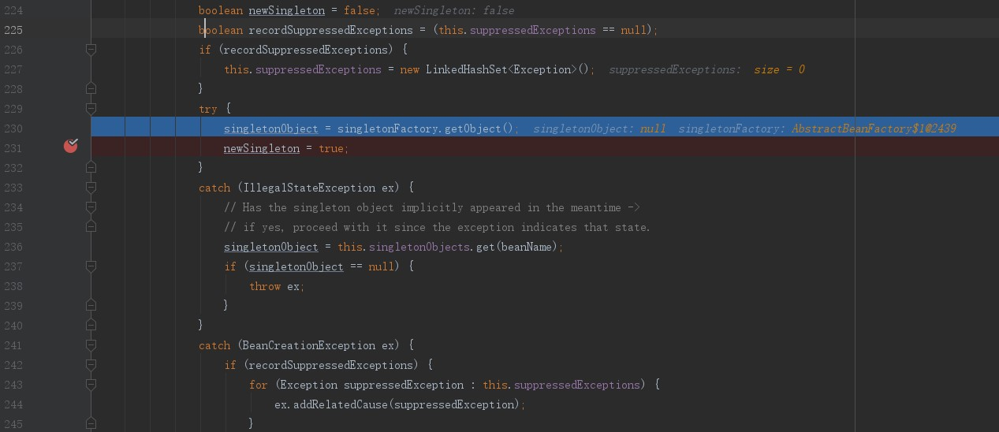 224 boolean newSingleton = false; newSingleton: false
225 boolean recordSuppressedExceptions = (this.suppressedExceptions == null);
226 if (recordSuppressedExceptions) {
227 this.suppressedExceptions = new LinkedHashSet<Exception>(); suppressedExceptions: size = 0
228 }
229 try {
230 singletonObject = singletonFactory.getObject(); singletonObject: null singletonFactory: AbstractBeanFactory$1@2439
231 newSingleton = true;
232 }
233 catch (IllegalStateException ex) {
234 // Has the singleton object implicitly appeared in the meantime ->
235 // if yes, proceed with it since the exception indicates that state.
236 singletonObject = this.singletonObjects.get(beanName);
237 if (singletonObject == null) {
238 throw ex;
239 }
240 }
241 catch (BeanCreationException ex) {
242 if (recordSuppressedExceptions) {
243 for (Exception suppressedException : this.suppressedExceptions) {
244 ex.addRelatedCause(suppressedException);
245 }